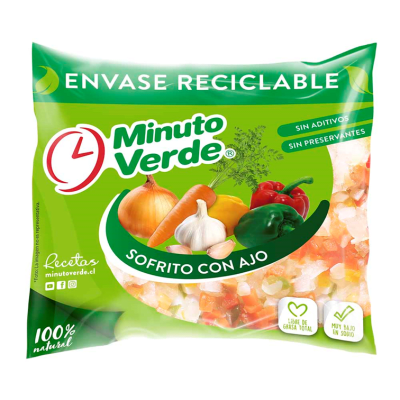 ENVASE RECICLABLE
Minuto
Verde®
SIN ADITIVOS
SIN PRESERVANTES
SOFRITO CON AJO
Recetas
minutoverde.cl
100%
natural
LIBRE DE
GRASA TOTAL
MUY BAJO
EN SODIO